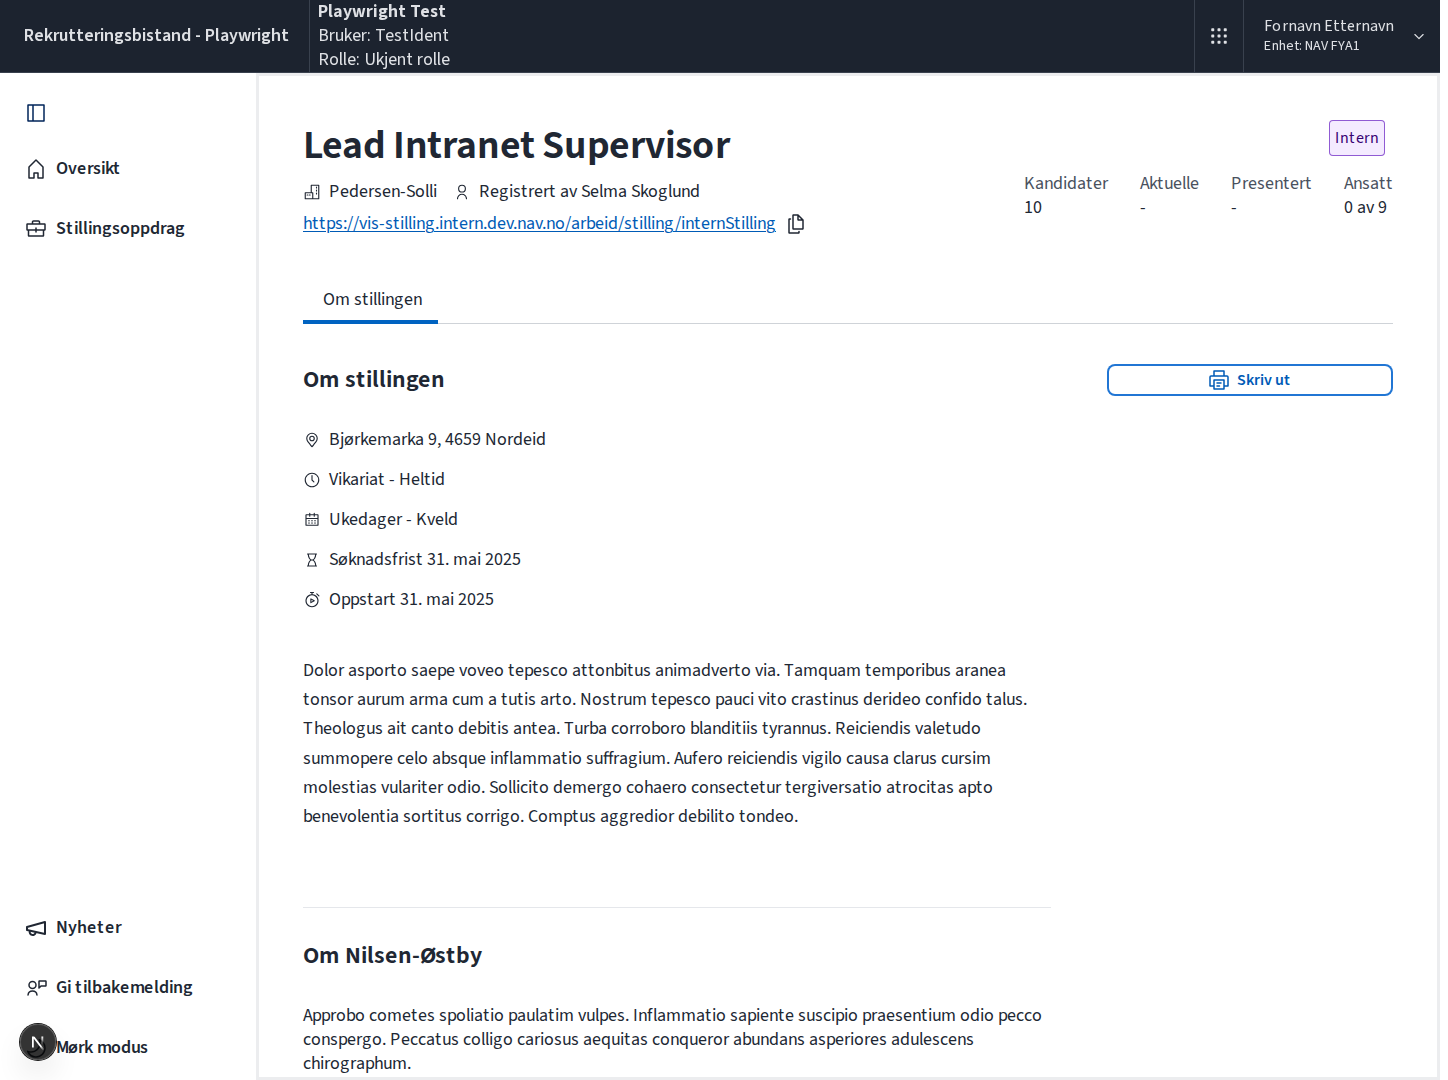 Rekrutteringsbistand - Playwright
Playwright Test
Bruker: TestIdent
Rolle: Ukjent rolle
Fornavn Etternavn
Enhet: NAV FYA1
Oversikt
Stillingsoppdrag
Nyheter
Gi tilbakemelding
N
Mørk modus
Lead Intranet Supervisor
Intern
Pedersen-Solli
Registrert av Selma Skoglund
https://vis-stilling.intern.dev.nav.no/arbeid/stilling/internStilling
Kandidater
10
Aktuelle
-
Presentert
-
Ansatt
0 av 9
Om stillingen
Om stillingen
Skriv ut
Bjørkemarka 9, 4659 Nordeid
Vikariat - Heltid
Ukedager - Kveld
Søknadsfrist 31. mai 2025
Oppstart 31. mai 2025
Dolor asporto saepe voveo tepesco attonbitus animadverto via. Tamquam temporibus aranea
tonsor aurum arma cum a tutis arto. Nostrum tepesco pauci vito crastinus derideo confido talus.
Theologus ait canto debitis antea. Turba corroboro blanditiis tyrannus. Reiciendis valetudo
summopere celo absque inflammatio suffragium. Aufero reiciendis vigilo causa clarus cursim
molestias vulariter odio. Sollicito demergo cohaero consectetur tergiversatio atrocitas apto
benevolentia sortitus corrigo. Comptus aggredior debilito tondeo.
Om Nilsen-Østby
Approbo cometes spoliatio paulatim vulpes. Inflammatio sapiente suscipio praesentium odio pecco
conspergo. Peccatus colligo cariosus aequitas conqueror abundans asperiores adulescens
chirographum.